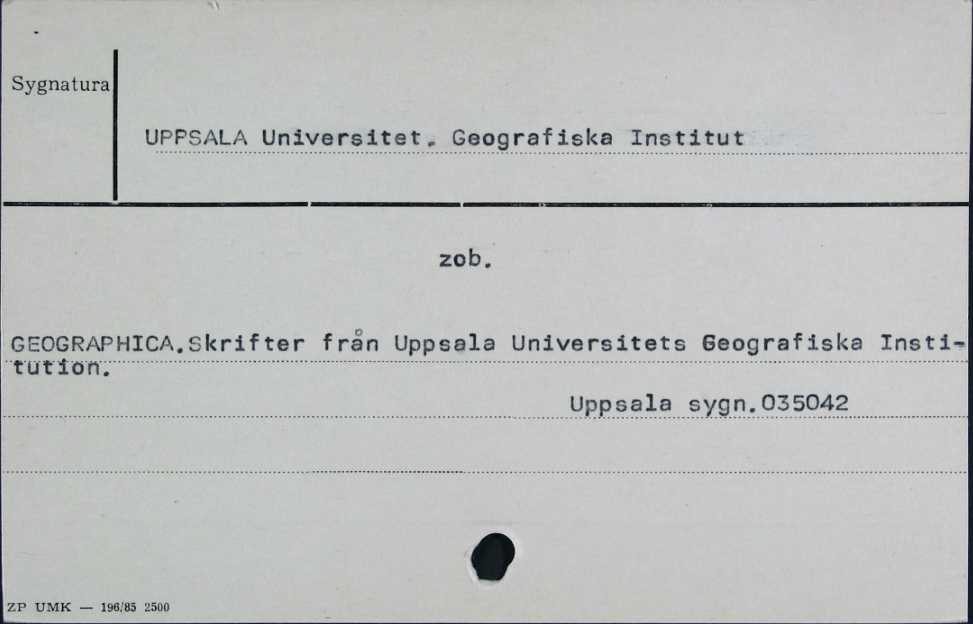 Sygnatura
UPPSALA Universitet. Geografiska Institut
zob.
GEOGRAPHICA.Skrifter från Uppsala Universitets Geografiska Insti-
tution.
Uppsala sygn.035042
ZP UMK — 196/85 2500